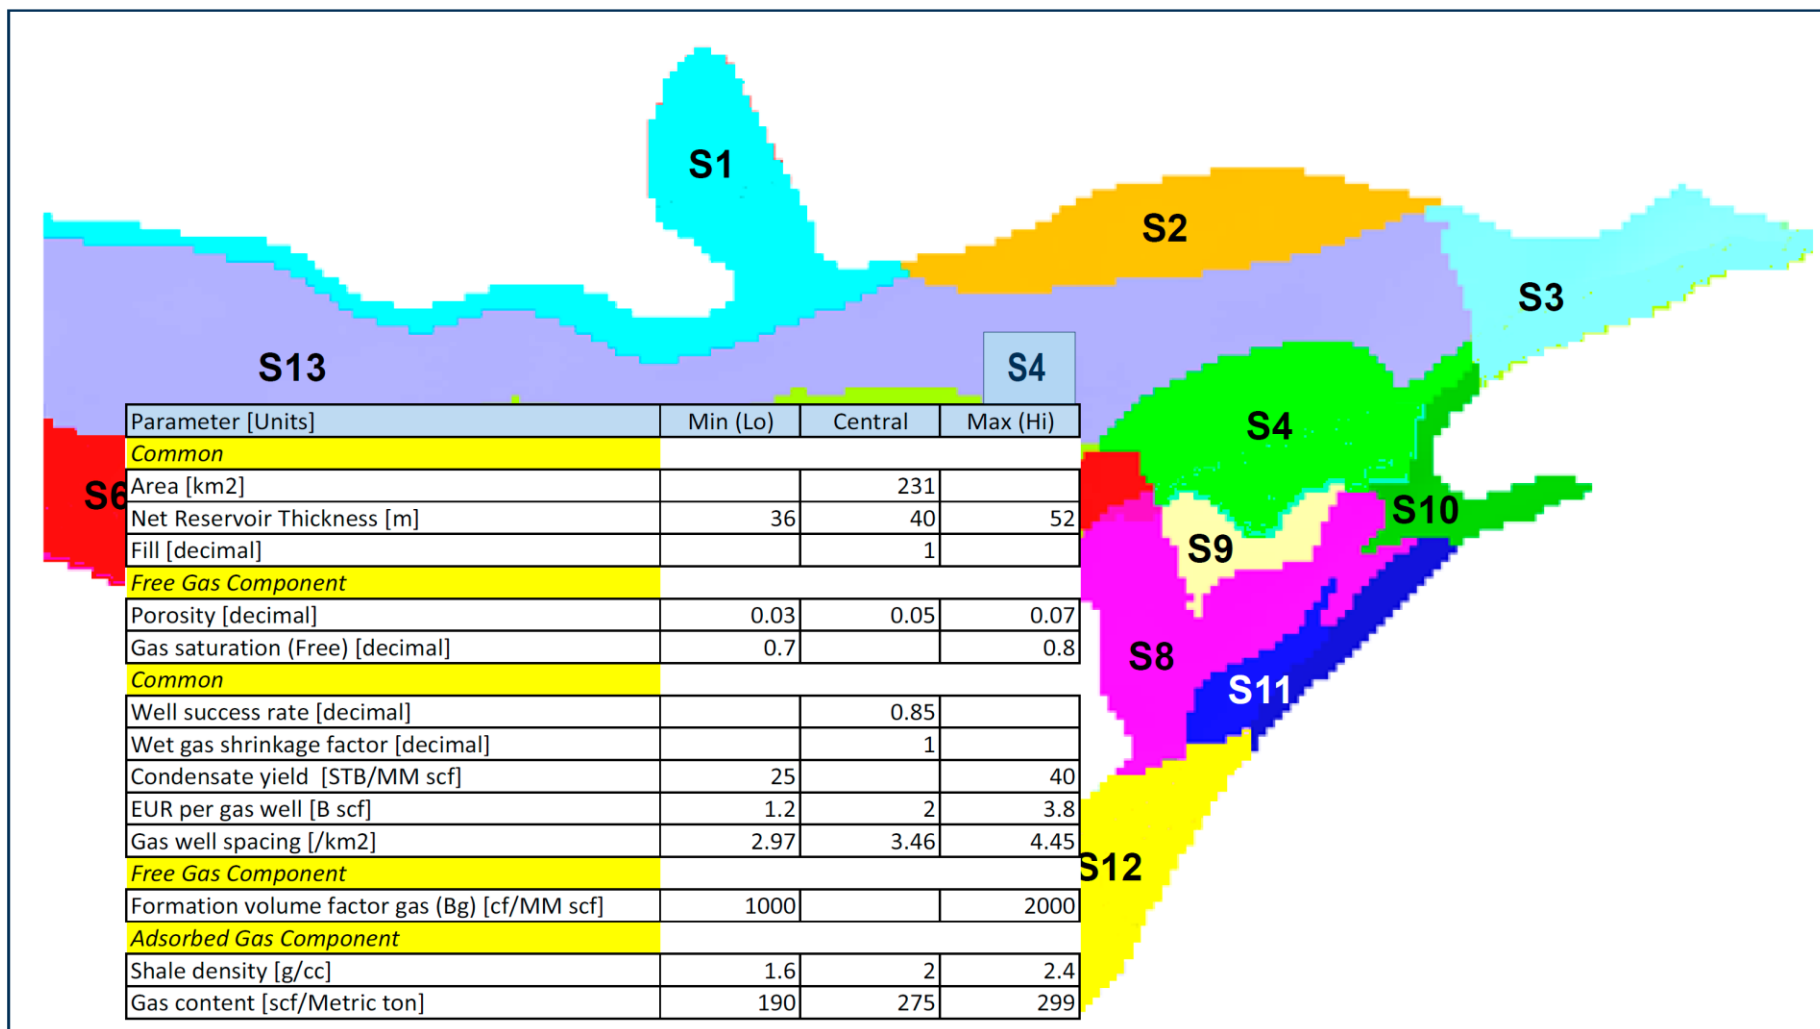 S1
S2
S3
S13
S4
S4
S6
S10
S9
S8
S11
S12
Parameter [Units] Min (Lo) Central Max (Hi)
Common
Area [km2] 231
Net Reservoir Thickness [m] 36 40 52
Fill [decimal] 1
Free Gas Component
Porosity [decimal] 0.03 0.05 0.07
Gas saturation (Free) [decimal] 0.7 0.8
Common
Well success rate [decimal] 0.85
Wet gas shrinkage factor [decimal] 1
Condensate yield [STB/MM scf] 25 40
EUR per gas well [B scf] 1.2 2 3.8
Gas well spacing [/km2] 2.97 3.46 4.45
Free Gas Component
Formation volume factor gas (Bg) [cf/MM scf] 1000 2000
Adsorbed Gas Component
Shale density [g/cc] 1.6 2 2.4
Gas content [scf/Metric ton] 190 275 299